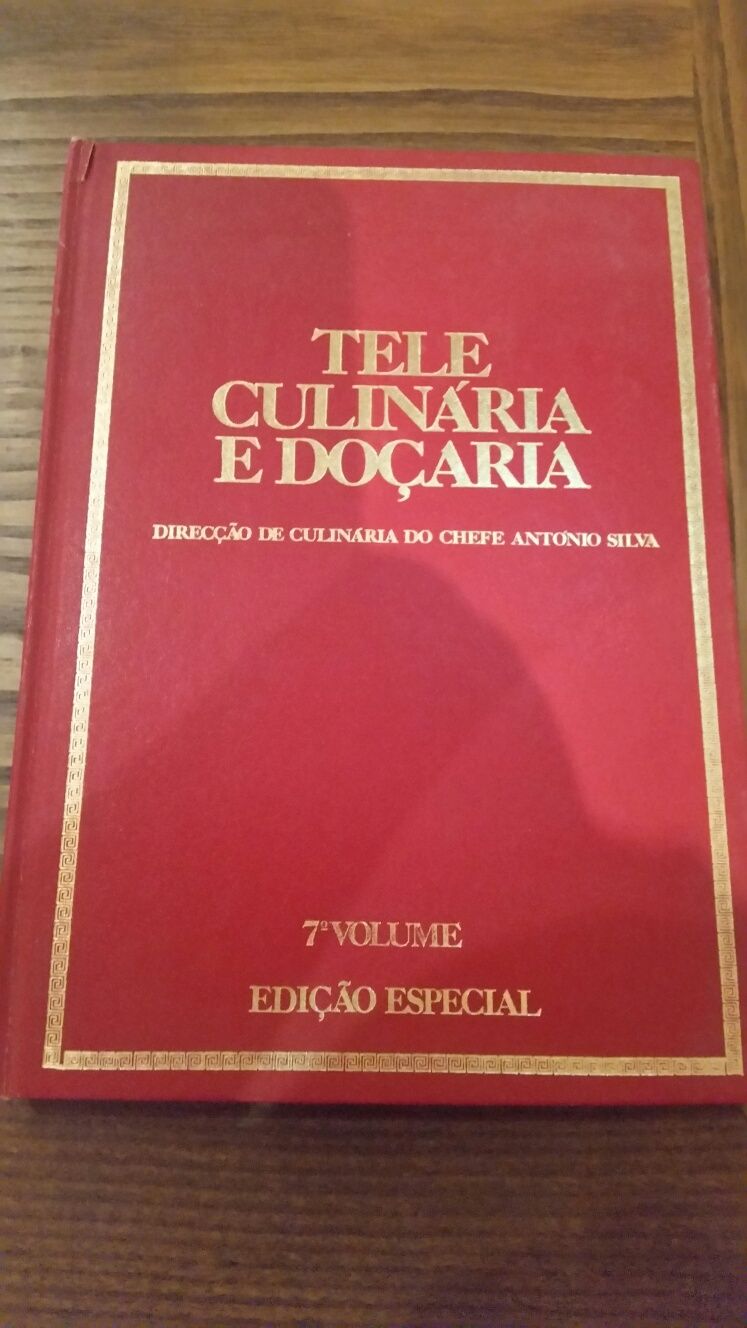 TELE
CULINÁRIA
E DOÇARIA
DIRECÇÃO DE CULINÁRIA DO CHEFE ANTÓNIO SILVA
7º VOLUME
EDIÇÃO ESPECIAL